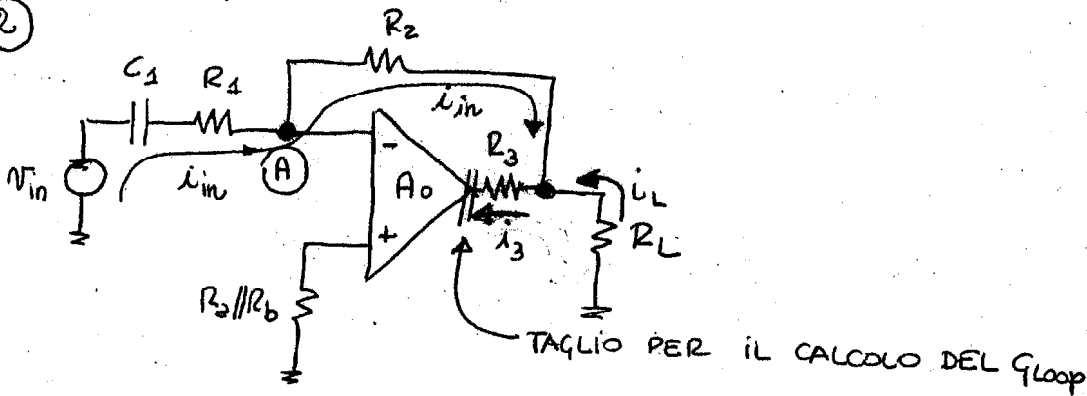 2
R2
C1 R1
iin
R3
vin
iin
A
-
A0
iL
i3
RL
+
Ra//Rb
TAGLIO PER iL CALCOLO DEL GLOOP